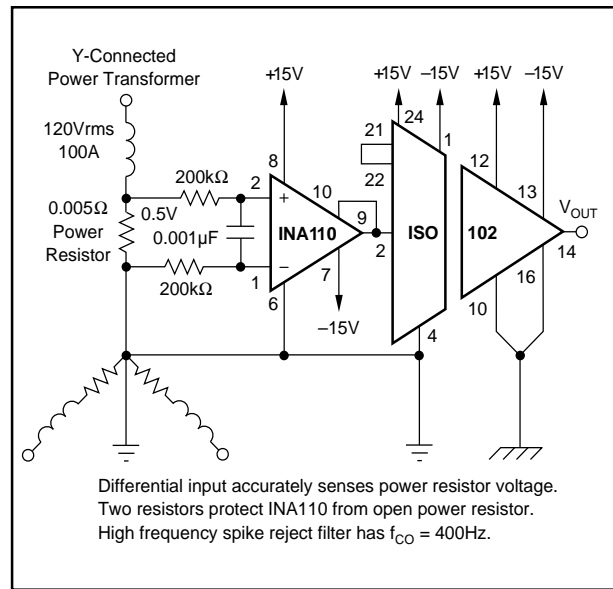 Y-Connected
Power Transformer
120Vrms
100A
0.005Ω
Power
Resistor
0.5V
200kΩ
0.001µF
200kΩ
+15V
8
2
10
+
INA110
9
–
1
7
6
–15V
+15V
–15V
24
21
1
22
ISO
2
4
+15V
–15V
12
13
102
V_OUT
14
16
10
Differential input accurately senses power resistor voltage.
Two resistors protect INA110 from open power resistor.
High frequency spike reject filter has f_CO = 400Hz.